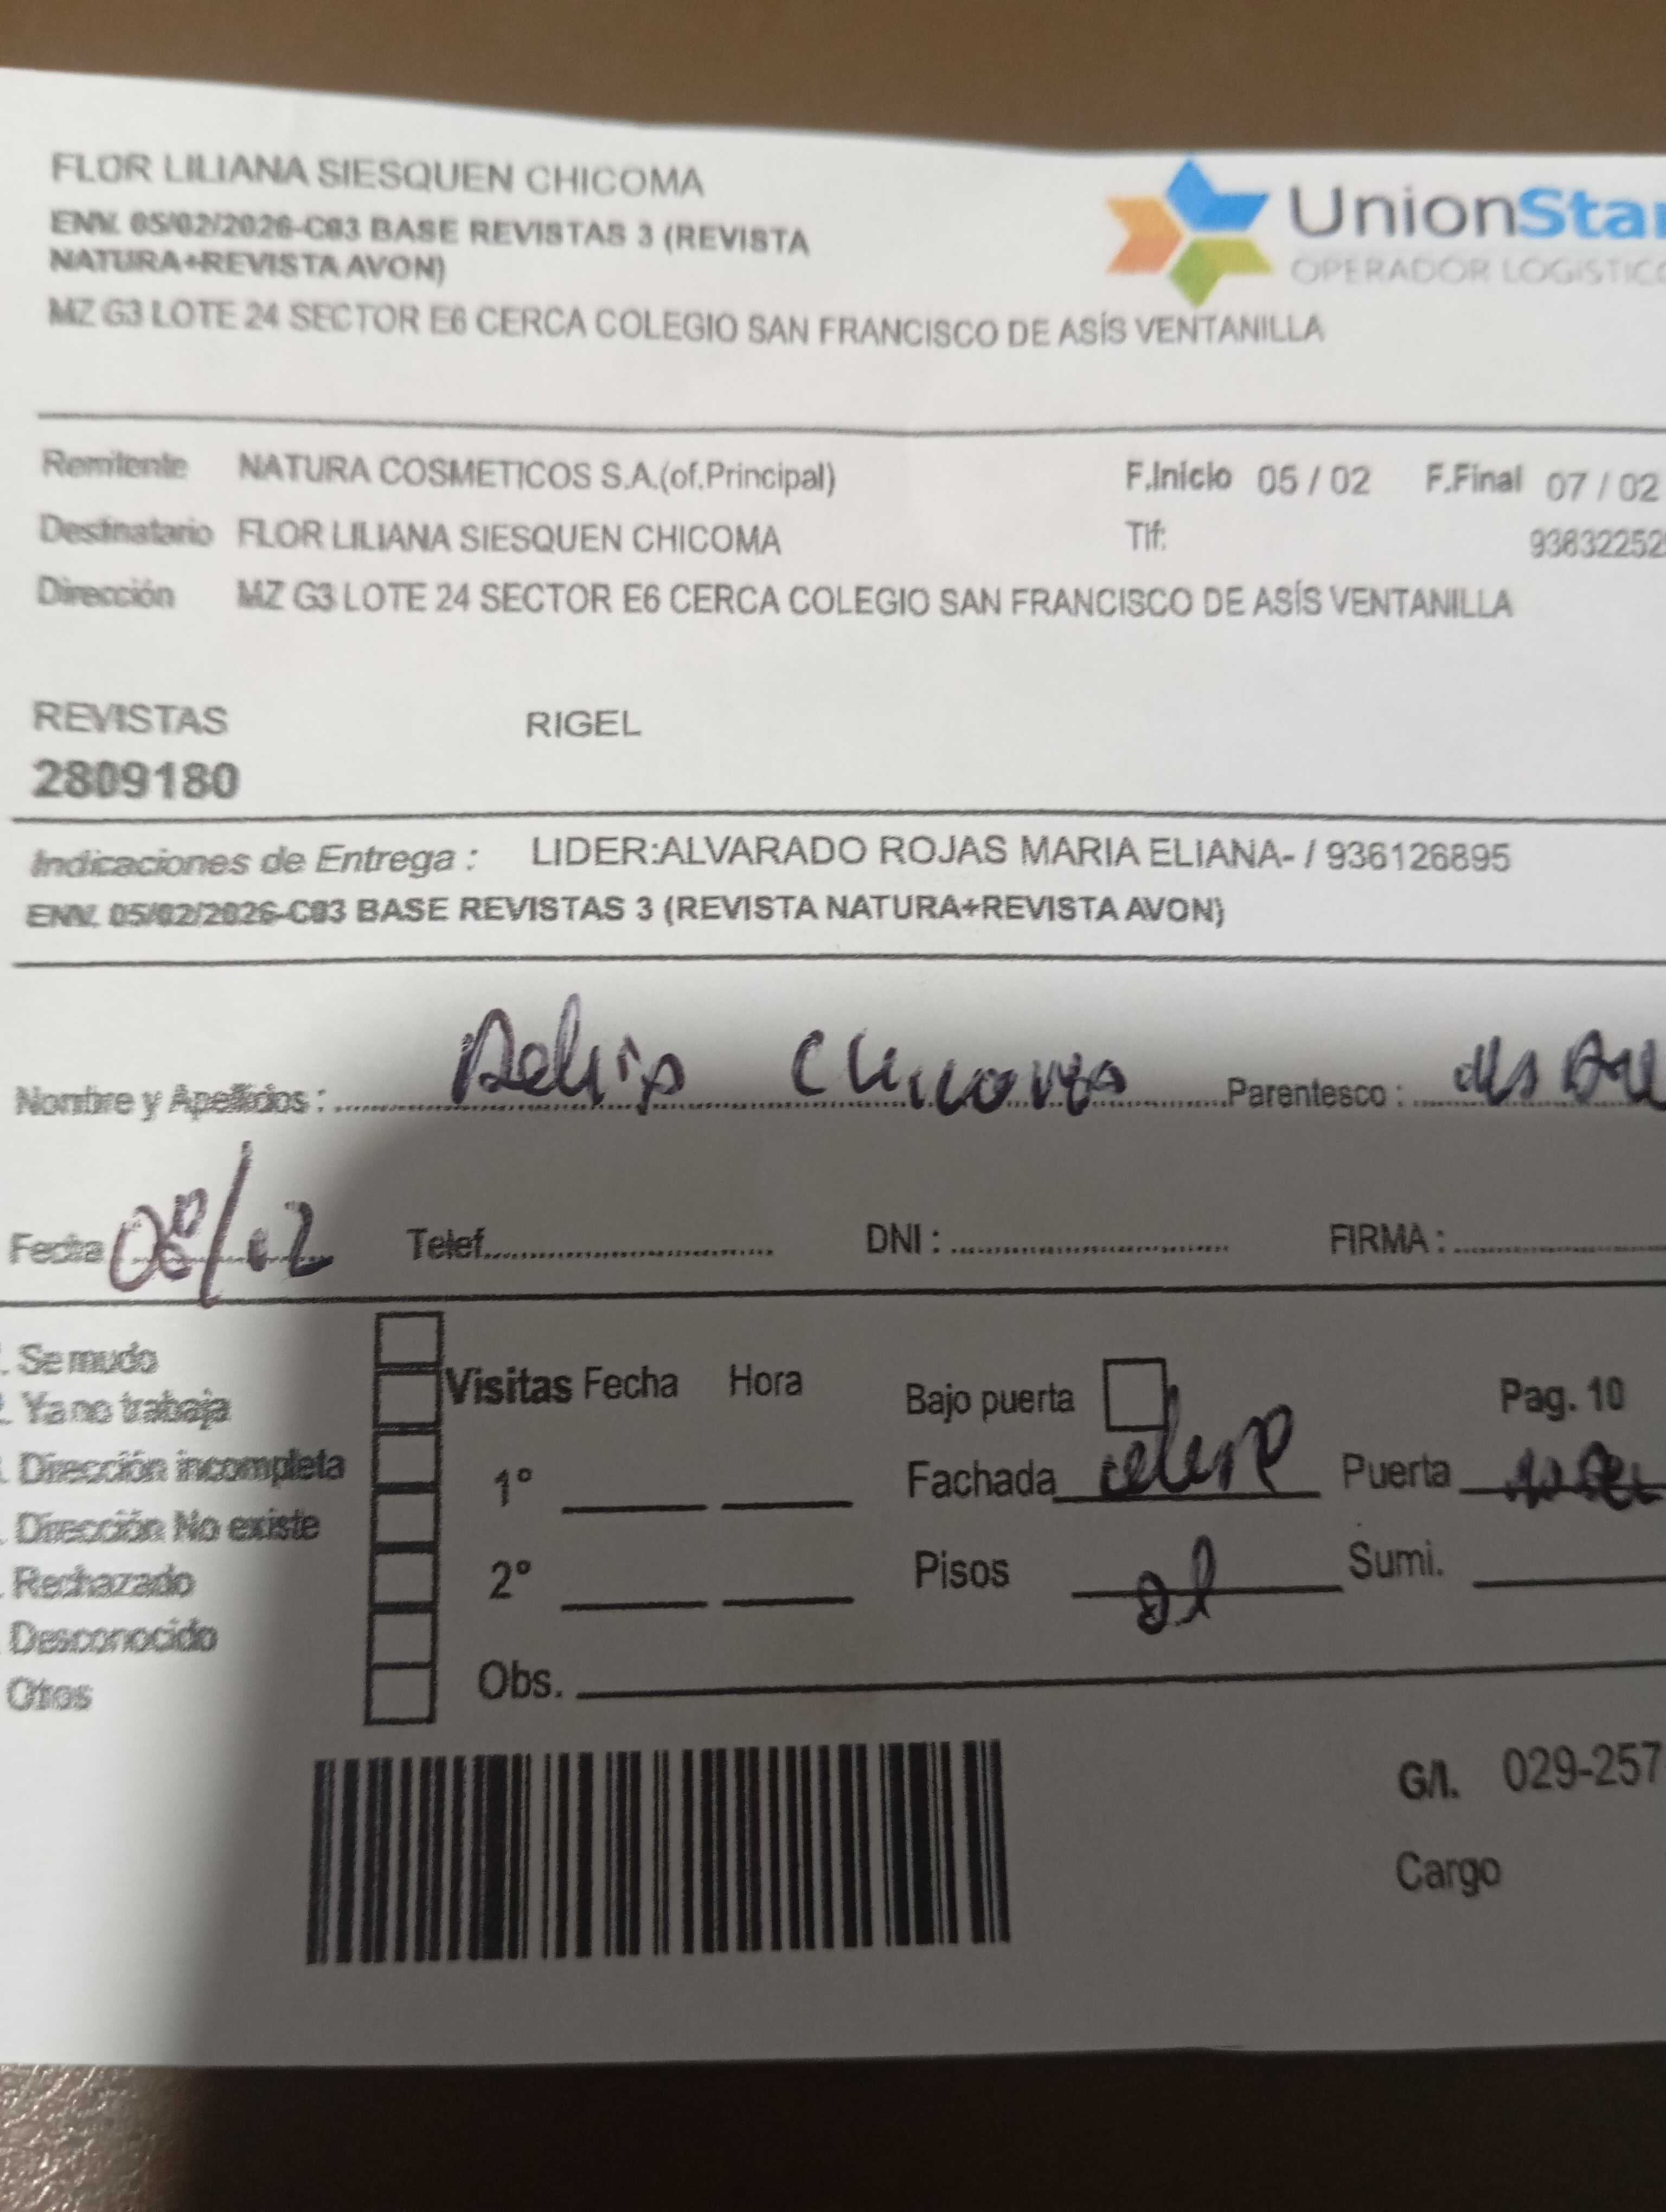 FLOR LILIANA SIESQUEN CHICOMA
ENV. 05/02/2026-C03 BASE REVISTAS 3 (REVISTA
NATURA+REVISTA AVON)
MZ G3 LOTE 24 SECTOR E6 CERCA COLEGIO SAN FRANCISCO DE ASÍS VENTANILLA
UnionStar
OPERADOR LOGISTICO
Remitente NATURA COSMETICOS S.A.(of.Principal) F.Inicio 05 / 02 F.Final 07 / 02
Destinatario FLOR LILIANA SIESQUEN CHICOMA Tlf:
Dirección MZ G3 LOTE 24 SECTOR E6 CERCA COLEGIO SAN FRANCISCO DE ASÍS VENTANILLA
REVISTAS RIGEL
2809180
Indicaciones de Entrega : LIDER:ALVARADO ROJAS MARIA ELIANA- / 936126895
ENV. 05/02/2026-C03 BASE REVISTAS 3 (REVISTA NATURA+REVISTA AVON)
Nombre y Apellidos : Chicoma Parentesco :
Fecha Telef. DNI : FIRMA :
Se mudo
Ya no trabaja
Dirección incompleta
Dirección No existe
Rechazado
Desconocido
Otros
Visitas Fecha Hora
1°
2°
Obs.
Bajo puerta Pag. 10
Fachada Puerta
Pisos Sumi.
G/I. 029-257
Cargo